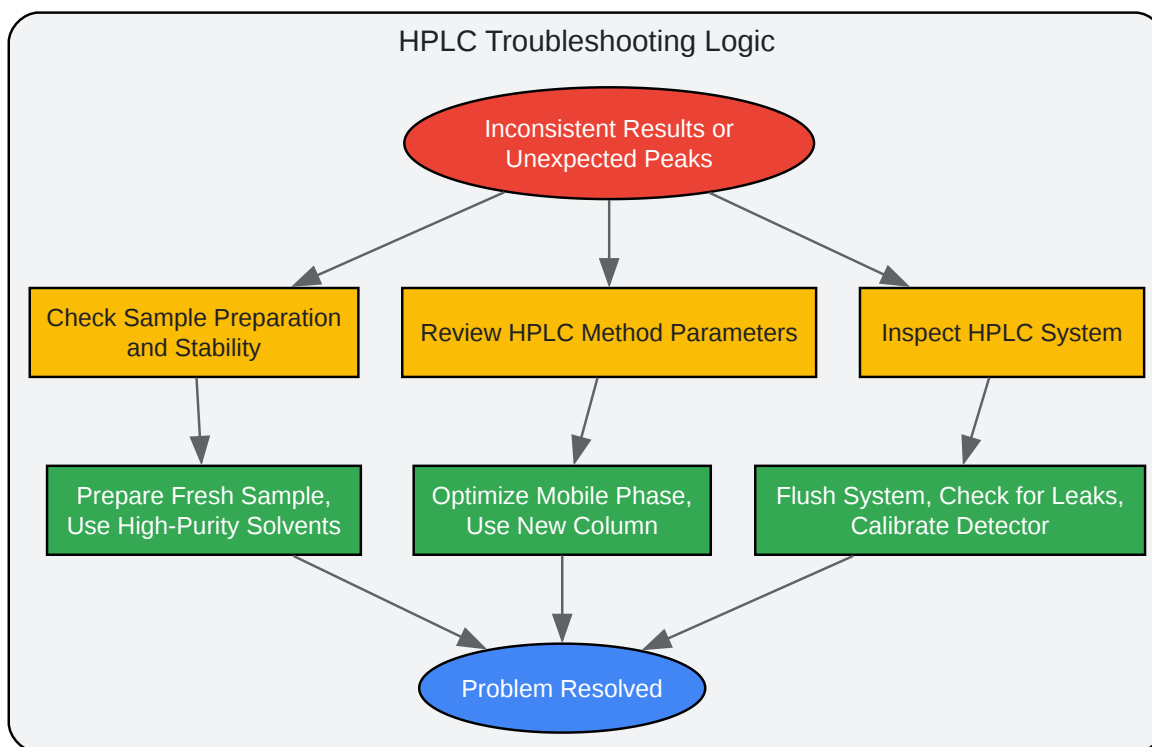 HPLC Troubleshooting Logic
Inconsistent Results or
Unexpected Peaks
Check Sample Preparation
and Stability
Review HPLC Method Parameters
Inspect HPLC System
Prepare Fresh Sample,
Use High-Purity Solvents
Optimize Mobile Phase,
Use New Column
Flush System, Check for Leaks,
Calibrate Detector
Problem Resolved